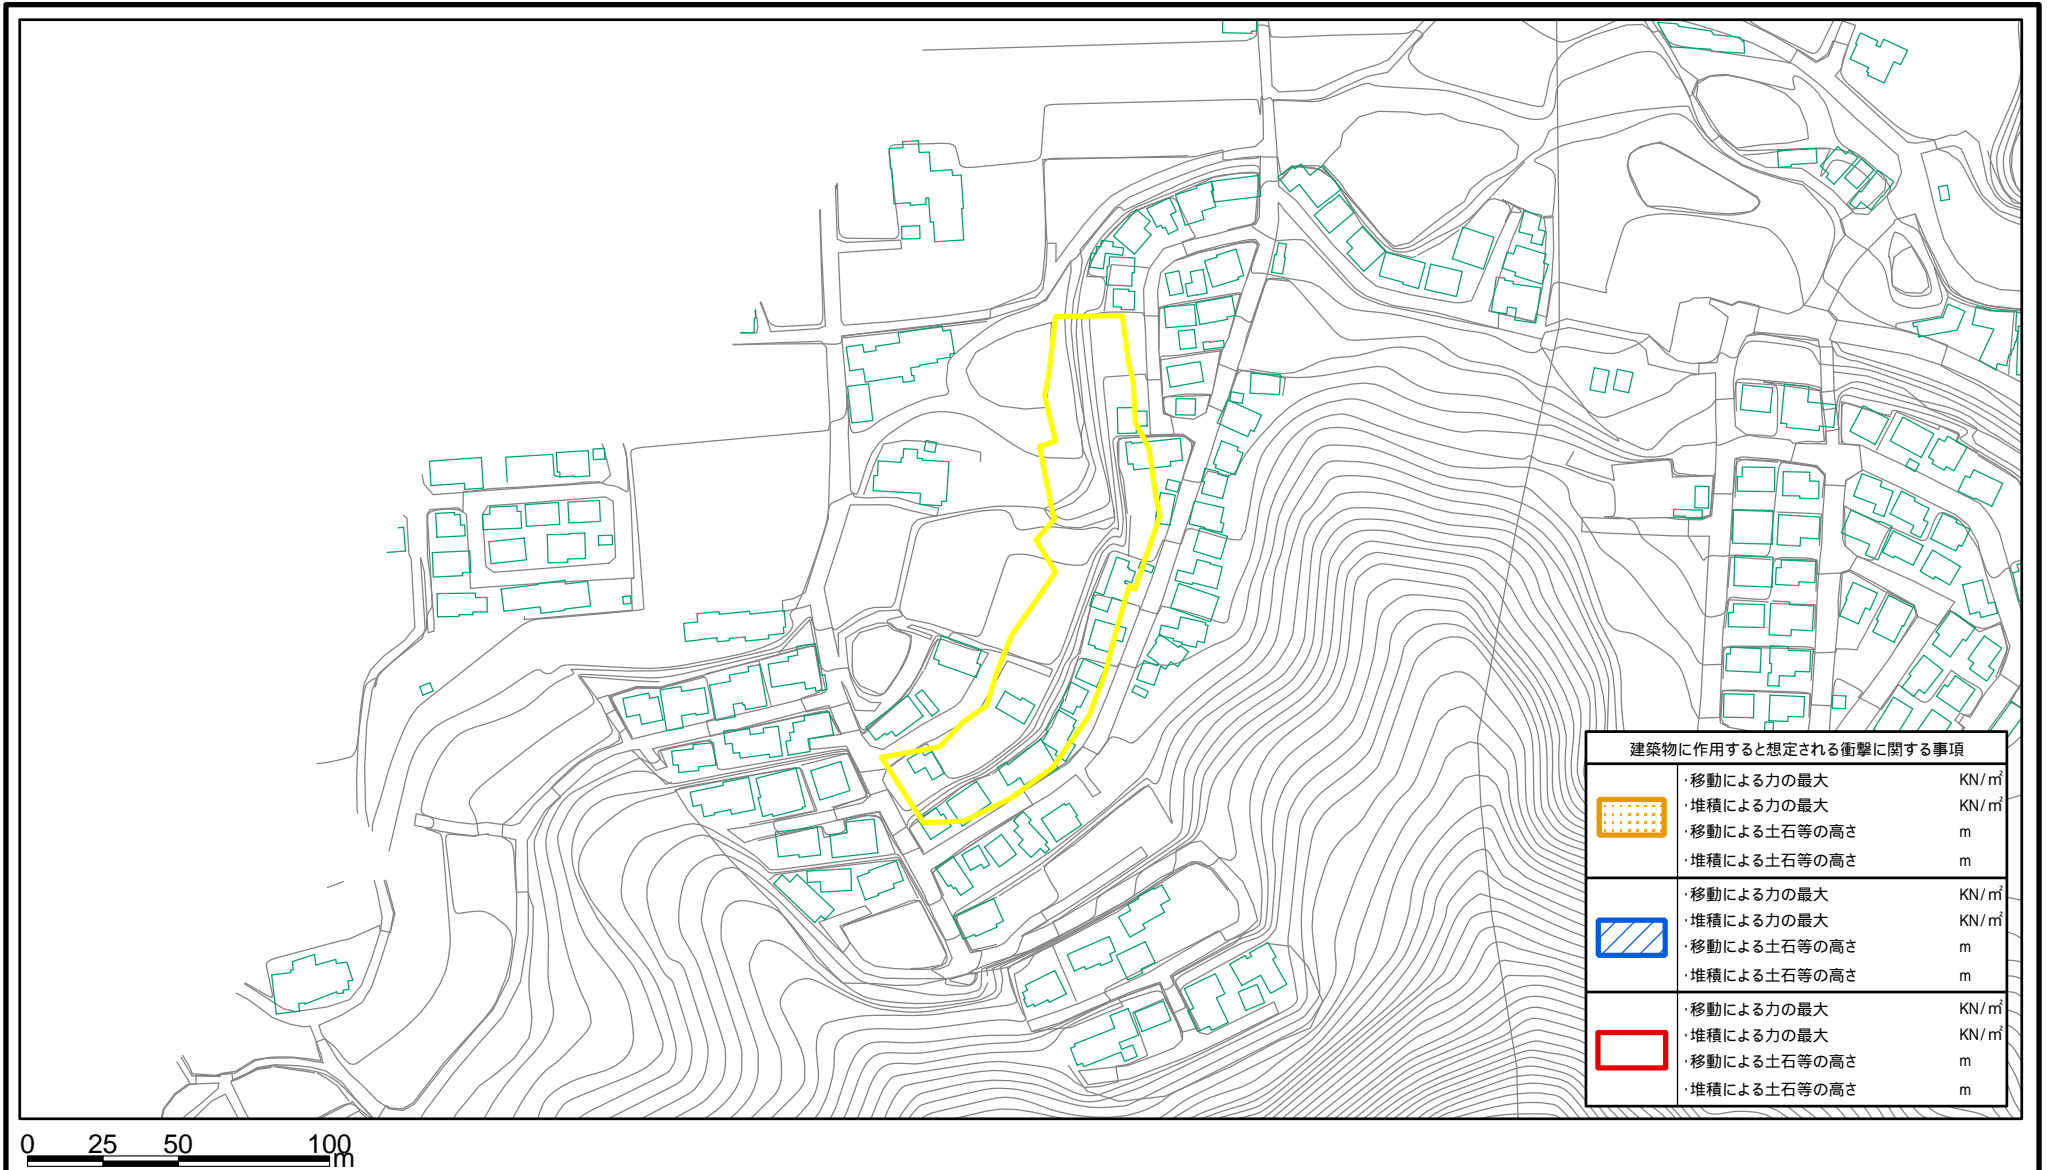 建築物に作用すると想定される衝撃に関する事項
・移動による力の最大 KN/㎡
・堆積による力の最大 KN/㎡
・移動による土石等の高さ m
・堆積による土石等の高さ m
・移動による力の最大 KN/㎡
・堆積による力の最大 KN/㎡
・移動による土石等の高さ m
・堆積による土石等の高さ m
・移動による力の最大 KN/㎡
・堆積による力の最大 KN/㎡
・移動による土石等の高さ m
・堆積による土石等の高さ m
0 25 50 100
m